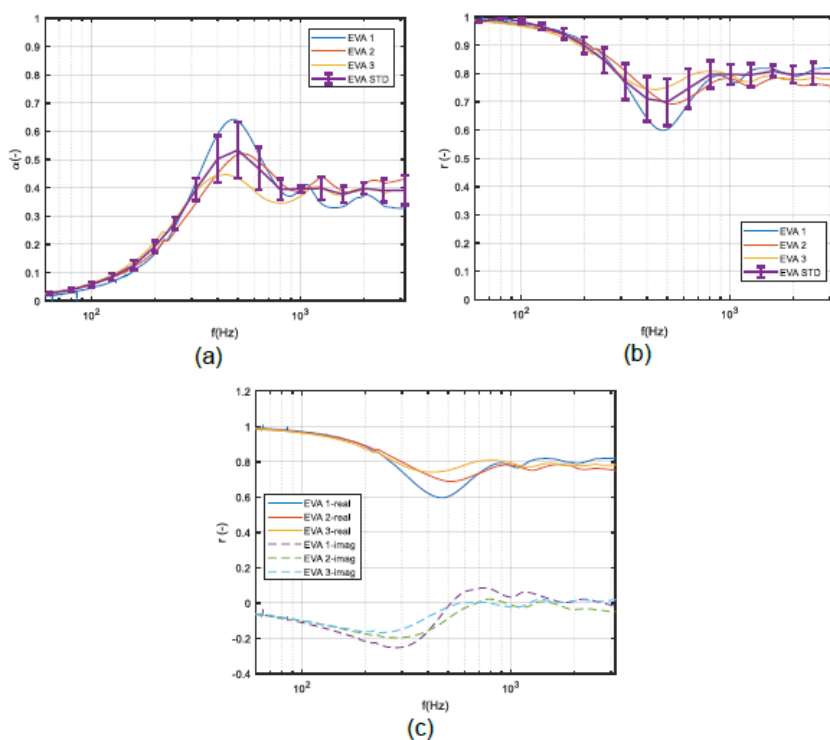 1
0.9
0.8
0.7
0.6
0.5
0.4
0.3
0.2
0.1
0
α(-)
EVA 1
EVA 2
EVA 3
EVA STD
10²
10³
f(Hz)
(a)
1
0.9
0.8
0.7
0.6
0.5
0.4
0.3
0.2
0.1
0
r (-)
EVA 1
EVA 2
EVA 3
EVA STD
10²
10³
f(Hz)
(b)
1.2
1
0.8
0.6
0.4
0.2
0
-0.2
-0.4
r (-)
EVA 1-real
EVA 2-real
EVA 3-real
EVA 1-imag
EVA 2-imag
EVA 3-imag
10²
10³
f(Hz)
(c)